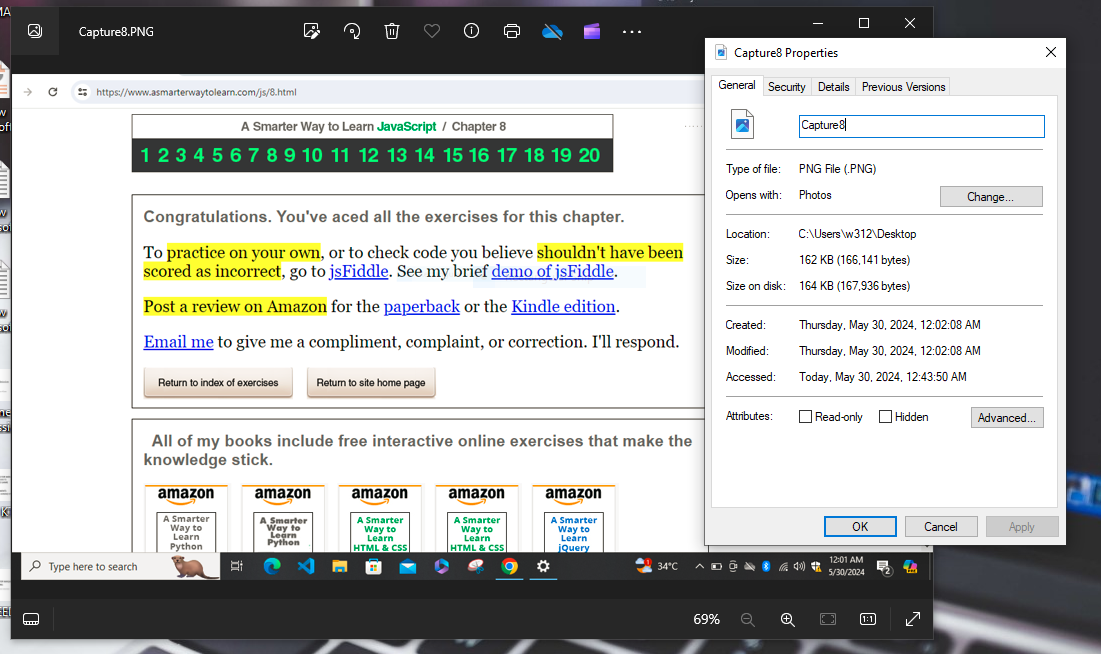 Capture8.PNG
https://www.asmarterwaytolearn.com/js/8.html
A Smarter Way to Learn JavaScript / Chapter 8
1 2 3 4 5 6 7 8 9 10 11 12 13 14 15 16 17 18 19 20
Congratulations. You've aced all the exercises for this chapter.
To practice on your own, or to check code you believe shouldn't have been
scored as incorrect, go to jsFiddle. See my brief demo of jsFiddle.
Post a review on Amazon for the paperback or the Kindle edition.
Email me to give me a compliment, complaint, or correction. I'll respond.
Return to index of exercises
Return to site home page
All of my books include free interactive online exercises that make the
knowledge stick.
amazon
A Smarter
Way to
Learn
Python
amazon
A Smarter
Way to
Learn
Python
amazon
A Smarter
Way to
Learn
HTML & CSS
amazon
A Smarter
Way to
Learn
HTML & CSS
amazon
A Smarter
Way to
Learn
jQuery
Type here to search
1
34°C
12:01 AM
5/30/2024
2
69%
1:1
Capture8 Properties
General Security Details Previous Versions
Capture8
Type of file: PNG File (.PNG)
Opens with: Photos
Change...
Location: C:\Users\w312\Desktop
Size: 162 KB (166,141 bytes)
Size on disk: 164 KB (167,936 bytes)
Created: Thursday, May 30, 2024, 12:02:08 AM
Modified: Thursday, May 30, 2024, 12:02:08 AM
Accessed: Today, May 30, 2024, 12:43:50 AM
Attributes: Read-only Hidden
Advanced...
OK Cancel Apply